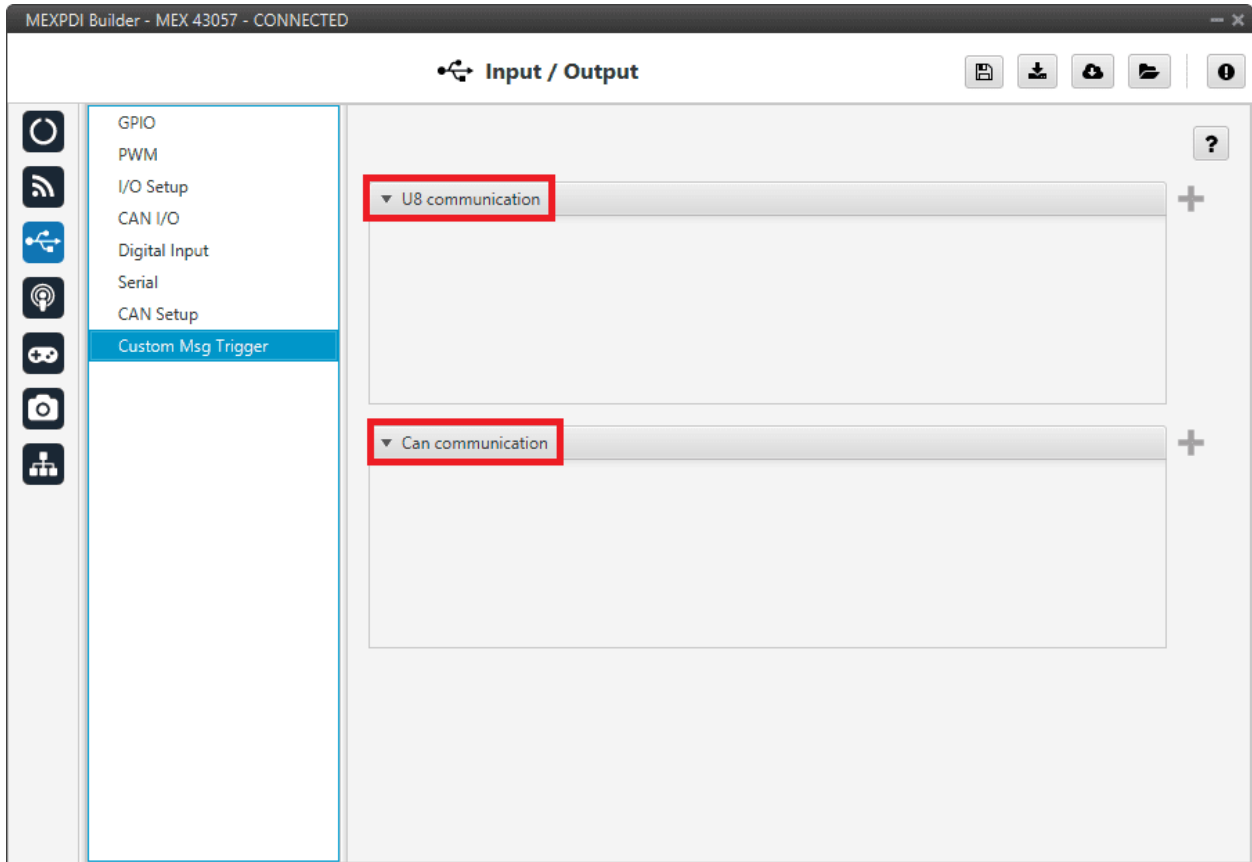 MEXPDI Builder - MEX 43057 - CONNECTED
Input / Output
GPIO
PWM
I/O Setup
CAN I/O
Digital Input
Serial
CAN Setup
Custom Msg Trigger
?
U8 communication
Can communication